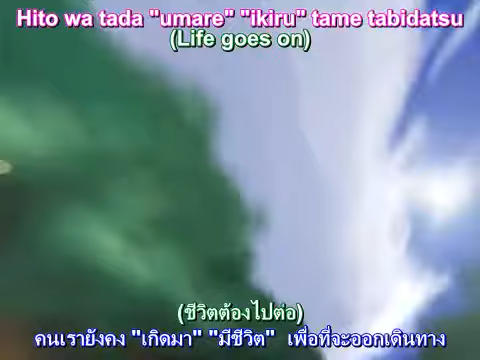 Hito wa tada "umare" "ikiru" tame tabidatsu
(Life goes on)
(ชีวิตต้องไปต่อ)
คนเรายังคง "เกิดมา" "มีชีวิต" เพื่อที่จะออกเดินทาง